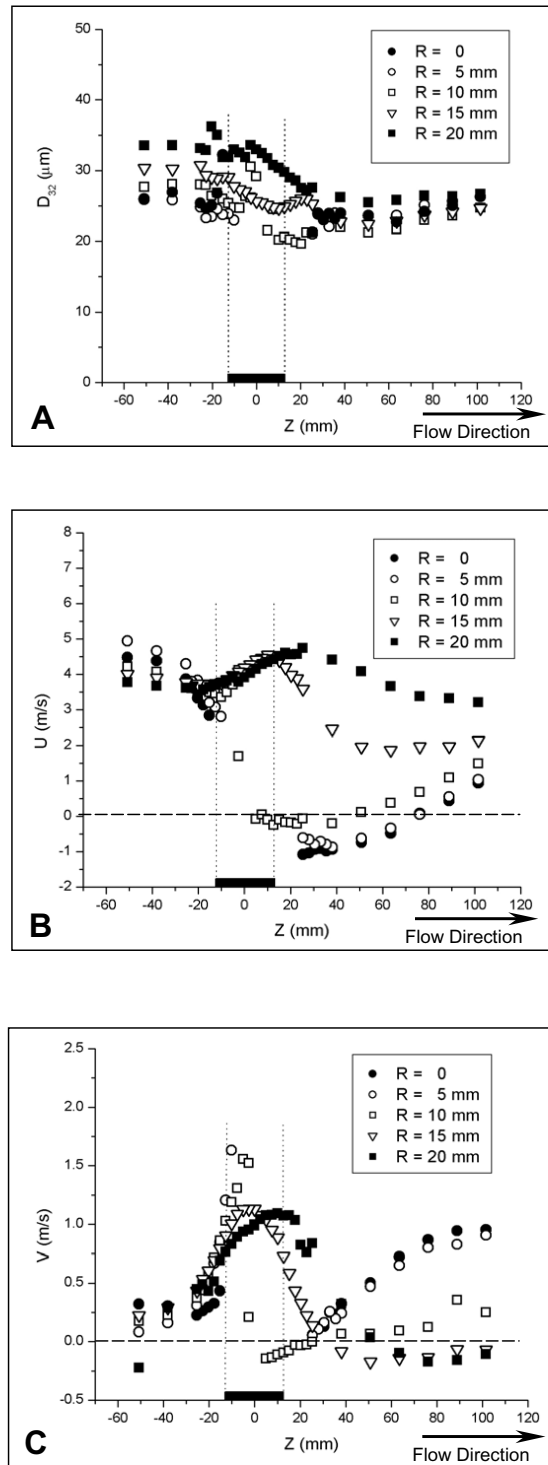 50
40
30
20
10
0
D32 (μm)
R = 0
R = 5 mm
R = 10 mm
R = 15 mm
R = 20 mm
-60 -40 -20 0 20 40 60 80 100 120
Z (mm)
Flow Direction
A
8
7
6
5
4
3
2
1
0
-1
-2
U (m/s)
R = 0
R = 5 mm
R = 10 mm
R = 15 mm
R = 20 mm
-60 -40 -20 0 20 40 60 80 100 120
Z (mm)
Flow Direction
B
2.5
2.0
1.5
1.0
0.5
0.0
-0.5
V (m/s)
R = 0
R = 5 mm
R = 10 mm
R = 15 mm
R = 20 mm
-60 -40 -20 0 20 40 60 80 100 120
Z (mm)
Flow Direction
C